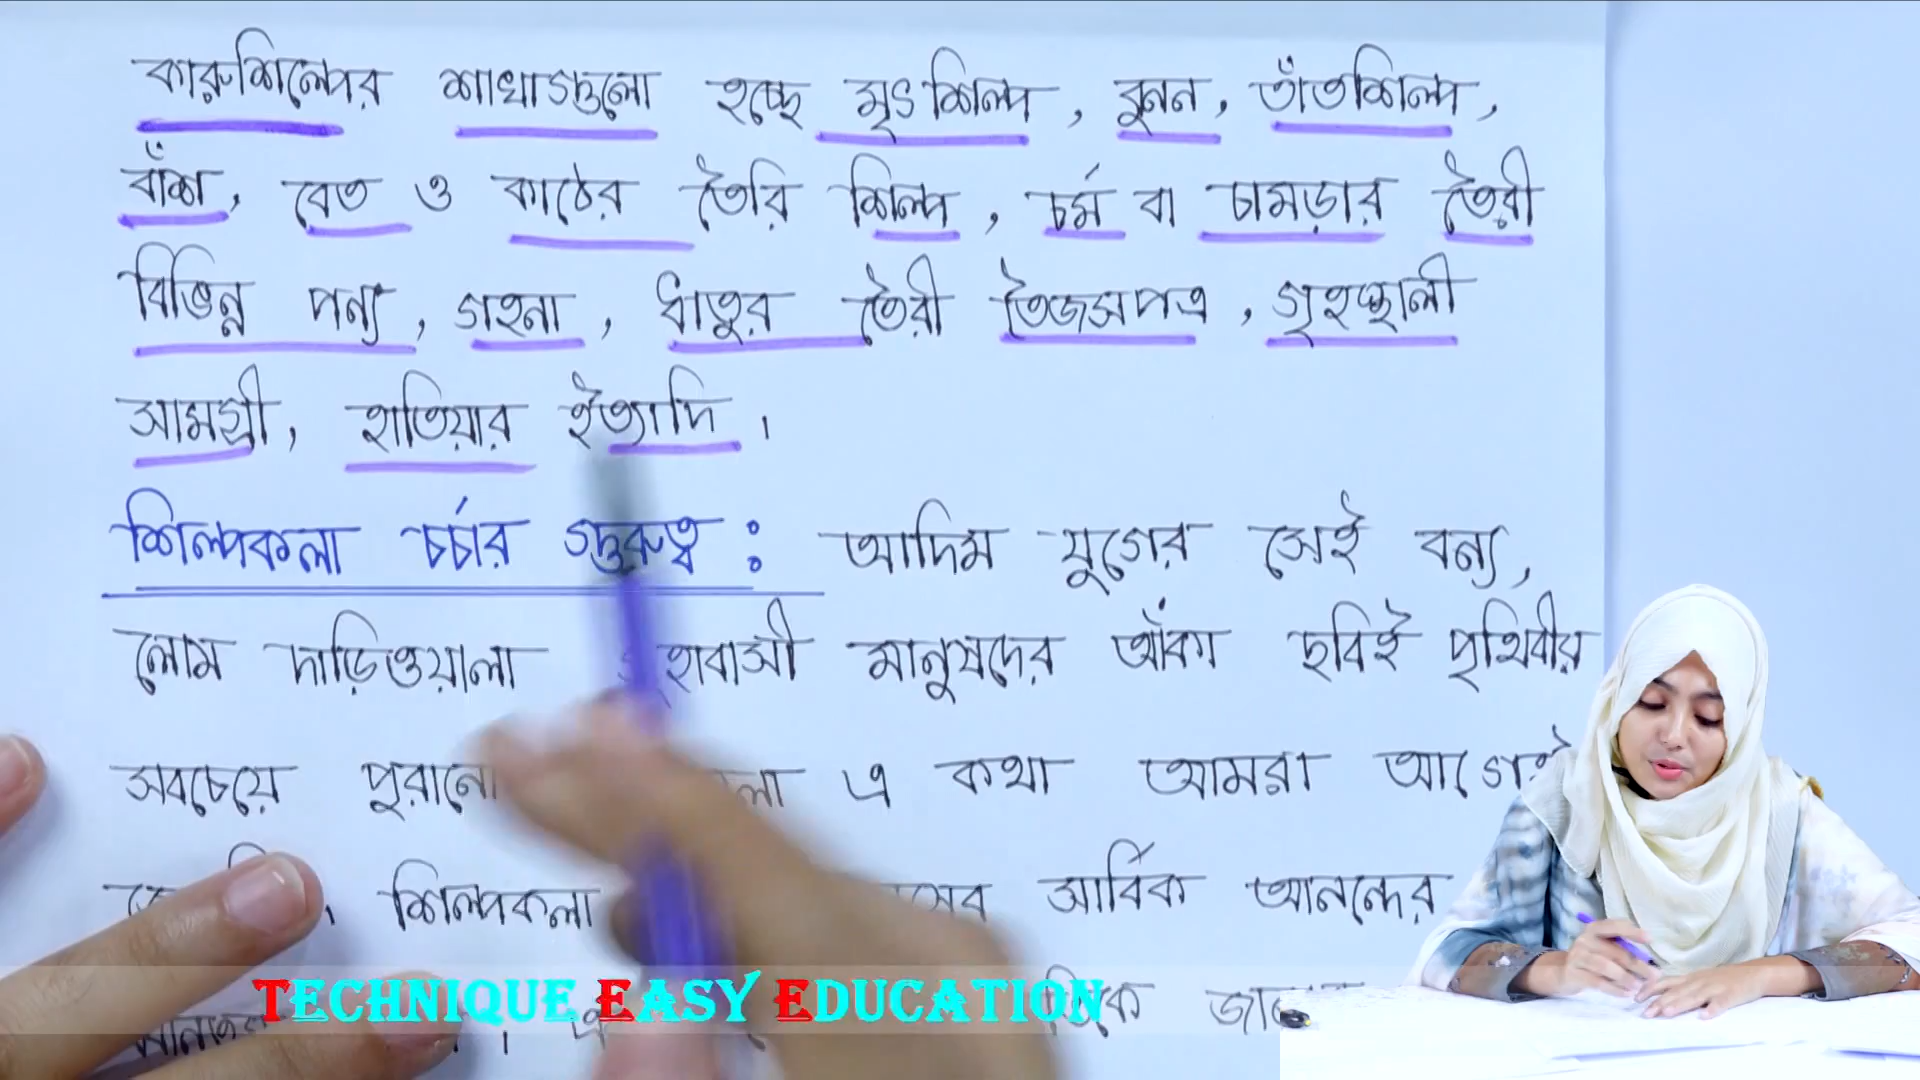 কারুশিল্পের শাখাগুলো হচ্ছে মৃৎশিল্প, বুনন, তাঁতশিল্প,
বাঁশ, বেত ও কাঠের তৈরি শিল্প, চর্ম বা চামড়ার তৈরী
বিভিন্ন পন্য, গহনা, ধাতুর তৈরী তৈজসপত্র, গৃহস্থালী
সামগ্রী, হাতিয়ার ইত্যাদি।
শিল্পকলা চর্চার গুরুত্ব : আদিম যুগের সেই বন্য,
লোম দাড়িওয়ালা মানুষদের আঁকা ছবিই পৃথিবীর
সবচেয়ে পুরানো এ কথা আমরা
শিল্পকলা আনন্দের
TECHNIQUE EASY EDUCATION